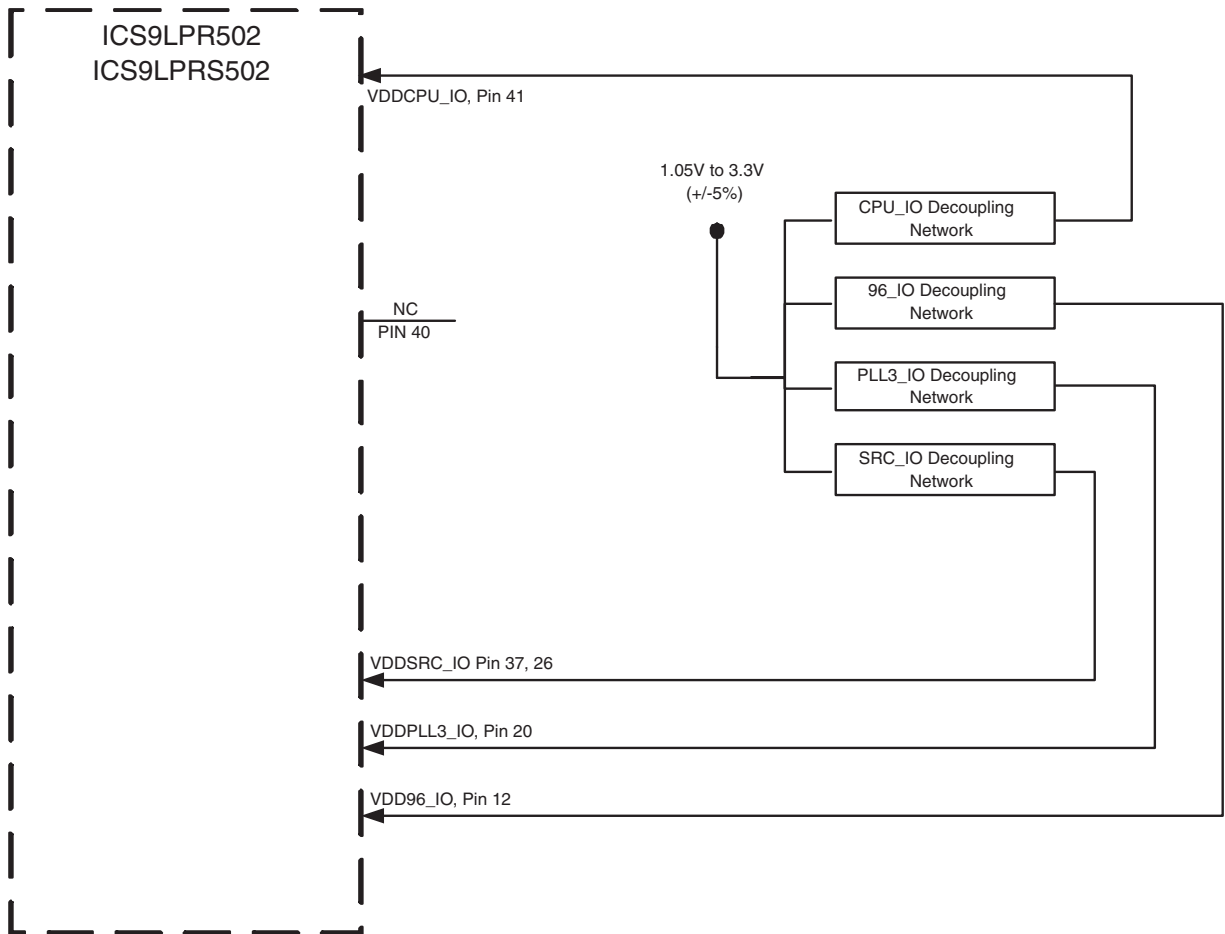 ICS9LPR502
ICS9LPRS502
VDDCPU_IO, Pin 41
1.05V to 3.3V
(+/-5%)
CPU_IO Decoupling
Network
96_IO Decoupling
Network
NC
PIN 40
PLL3_IO Decoupling
Network
SRC_IO Decoupling
Network
VDDSRC_IO Pin 37, 26
VDDPLL3_IO, Pin 20
VDD96_IO, Pin 12